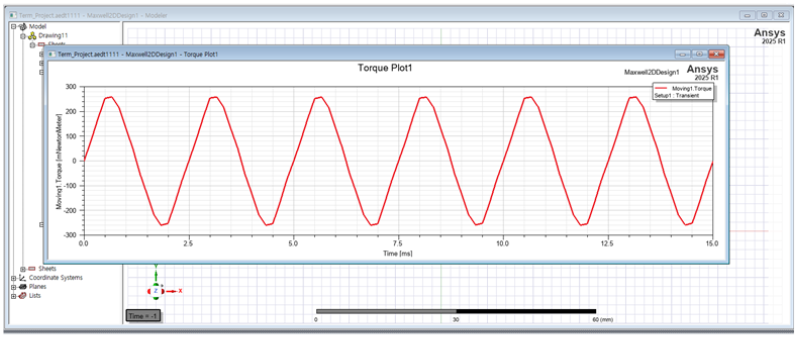 Term_Project.aedt1111 - Maxwell2DDesign1 - Modeler
Model
Drawing11
Sheets
Ansys
2025 R1
Term_Project.aedt1111 - Maxwell2DDesign1 - Torque Plot1
Torque Plot1
Maxwell2DDesign1
Ansys
2025 R1
Moving1.Torque
Setup1 : Transient
Moving1.Torque [mNewtonMeter]
300
200
100
0
-100
-200
-300
0.0 2.5 5.0 7.5 10.0 12.5 15.0
Time [ms]
Sheets
Coordinate Systems
Planes
Lists
Y
Z X
Time = -1
0 30 60 (mm)